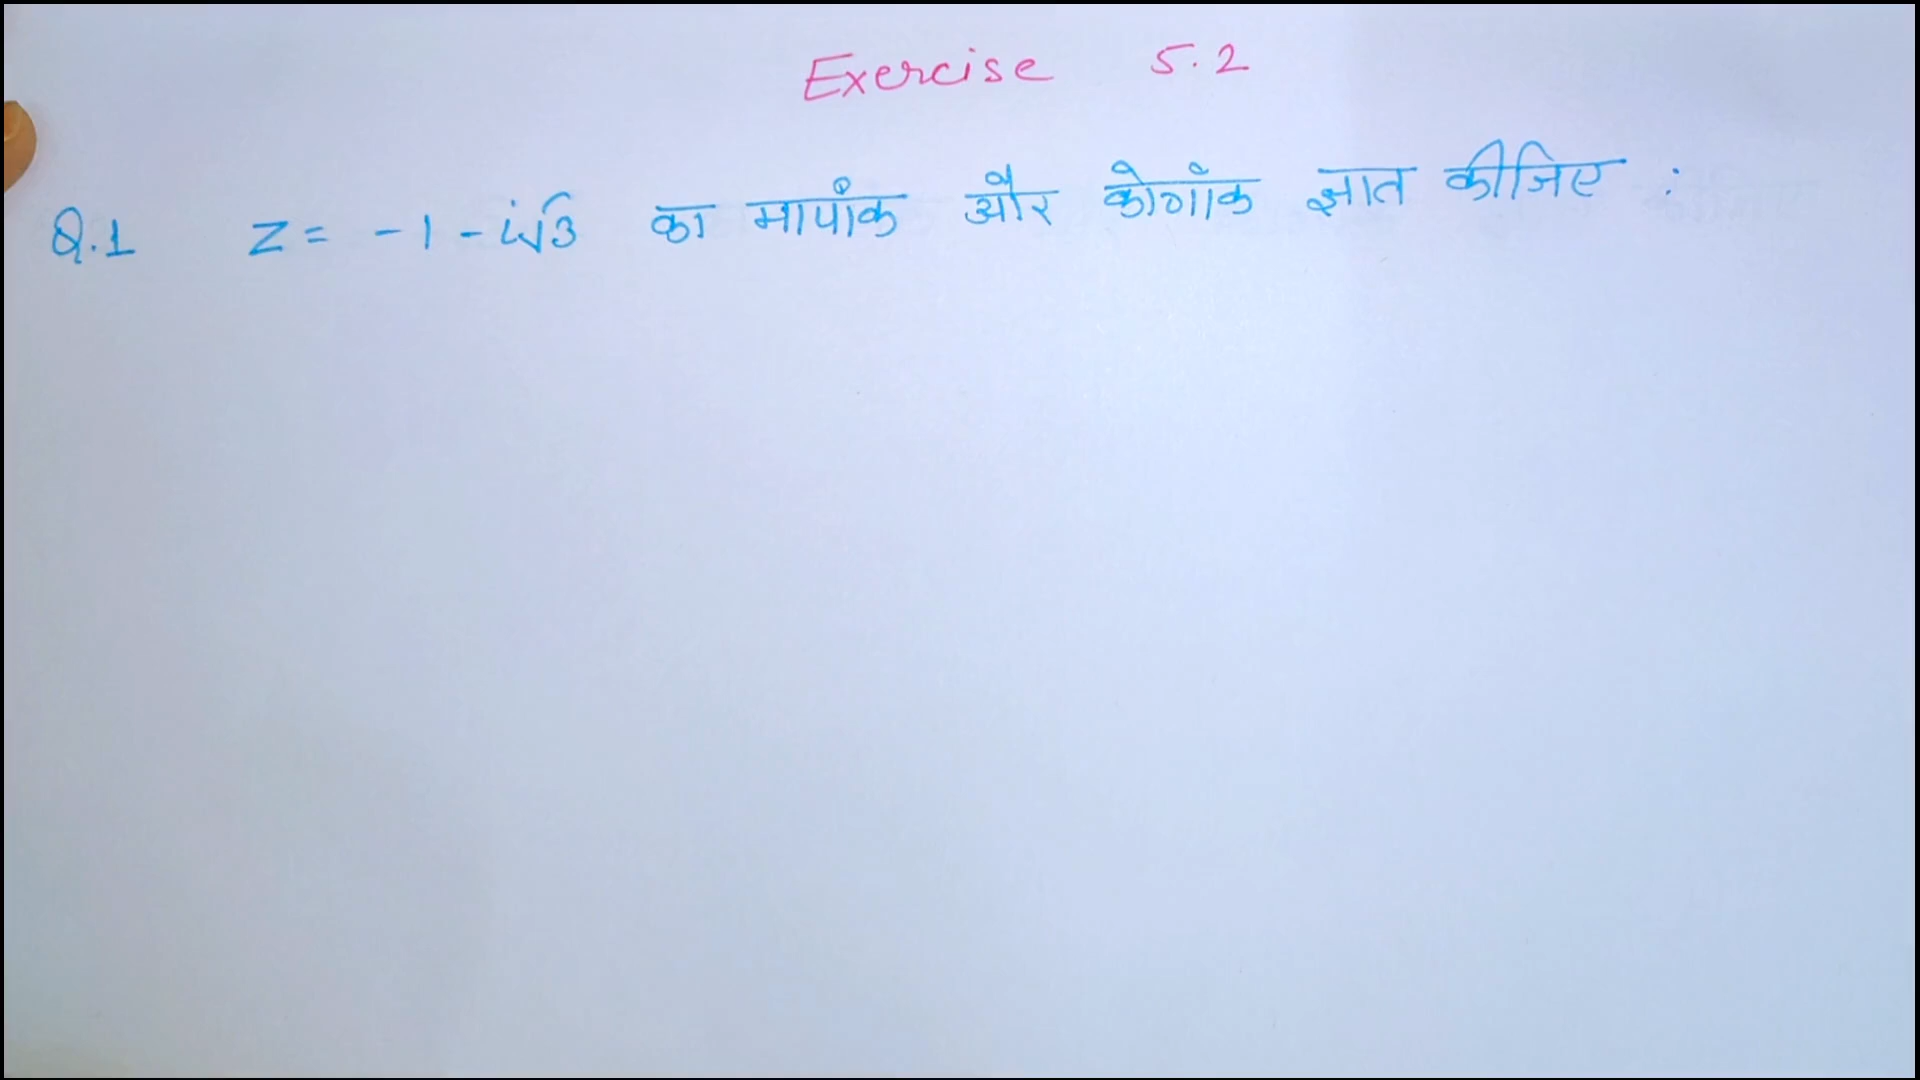 Exercise 5.2
Q.1 z = -1 - i√3 का मापांक और कोणांक ज्ञात कीजिए :